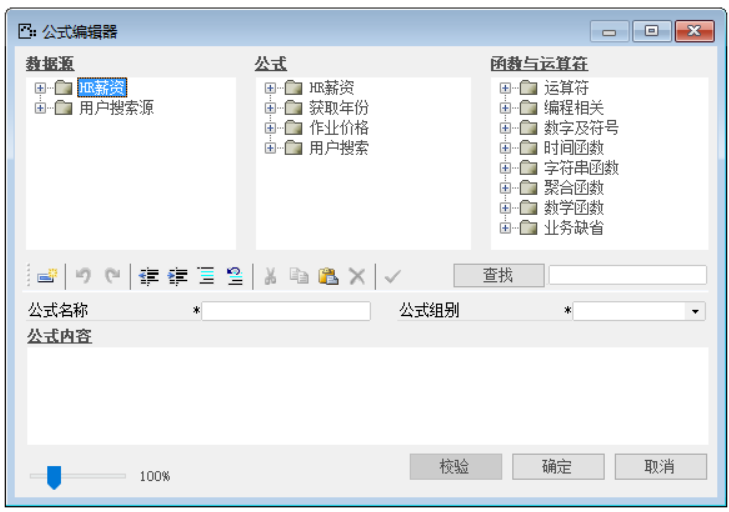 公式编辑器
数据源
HR薪资
用户搜索源
公式
HR薪资
获取年份
作业价格
用户搜索
函数与运算符
运算符
编程相关
数字及符号
时间函数
字符串函数
聚合函数
数学函数
业务缺省
查找
公式名称 * 公式组别 *
公式内容
100% 校验 确定 取消